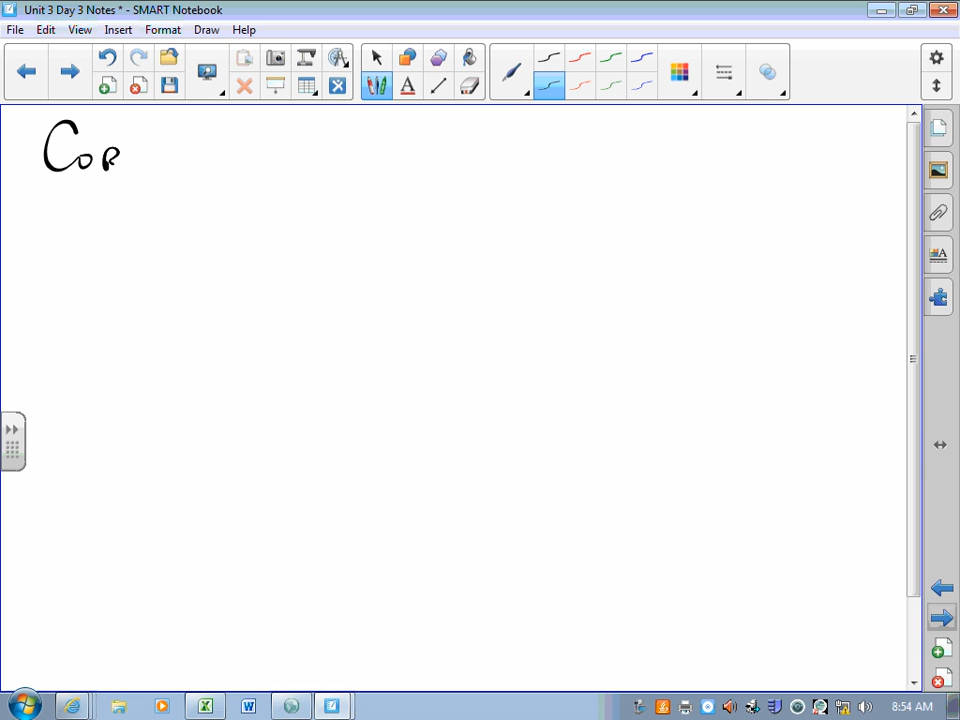 Unit 3 Day 3 Notes * - SMART Notebook
File Edit View Insert Format Draw Help
Cor
8:54 AM